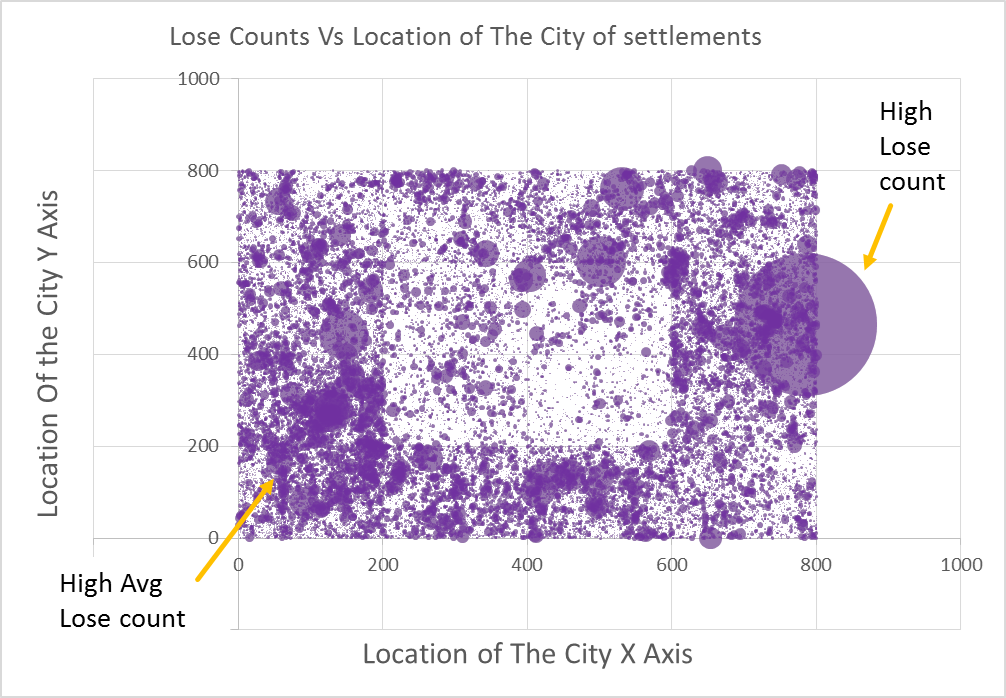 Lose Counts Vs Location of The City of settlements
1000
800
600
400
200
0
0 200 400 600 800 1000
Location Of the City Y Axis
Location of The City X Axis
High
Lose
count
High Avg
Lose count